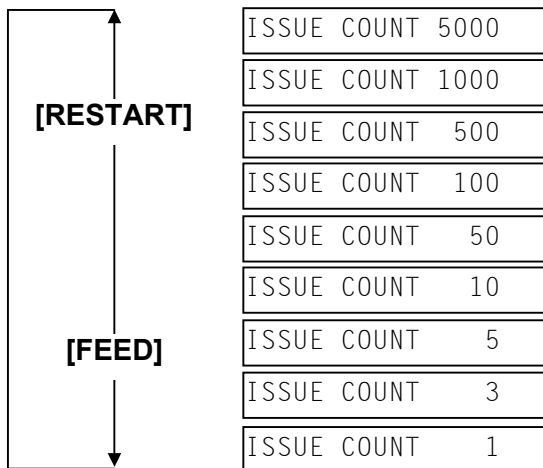 ISSUE COUNT 5000
ISSUE COUNT 1000
[RESTART]
ISSUE COUNT 500
ISSUE COUNT 100
ISSUE COUNT 50
ISSUE COUNT 10
[FEED]
ISSUE COUNT 5
ISSUE COUNT 3
ISSUE COUNT 1